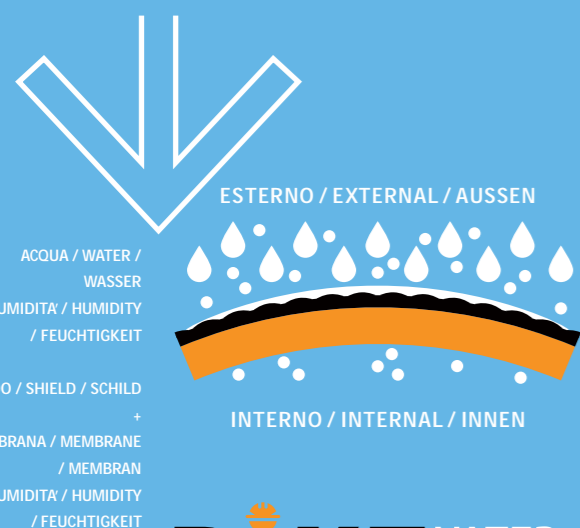 ESTERNO / EXTERNAL / AUSSEN
ACQUA / WATER /
WASSER
UMIDITA' / HUMIDITY
/ FEUCHTIGKEIT
O / SHIELD / SCHILD
+
BRANA / MEMBRANE
/ MEMBRAN
UMIDITA' / HUMIDITY
/ FEUCHTIGKEIT
INTERNO / INTERNAL / INNEN